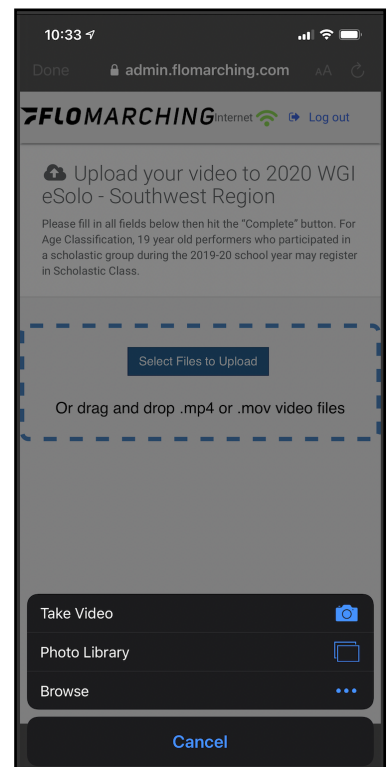 10:33
Done admin.flomarching.com AA
FLOMARCHING Internet Log out
Upload your video to 2020 WGI
eSolo - Southwest Region
Please fill in all fields below then hit the "Complete" button. For
Age Classification, 19 year old performers who participated in
a scholastic group during the 2019-20 school year may register
in Scholastic Class.
Select Files to Upload
Or drag and drop .mp4 or .mov video files
Take Video
Photo Library
Browse
Cancel